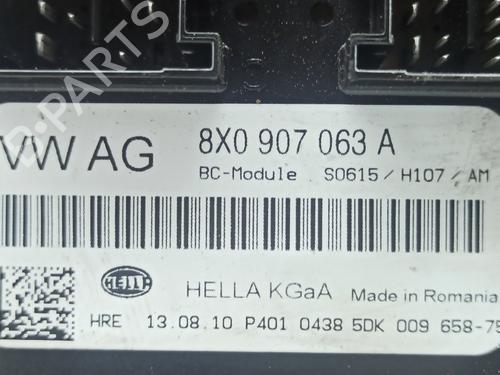 VW AG
8X0 907 063 A
BC-Module S0615/H107/AM
HELLA
HELLA KGaA Made in Romania
HRE 13.08.10 P401 0438 5DK 009 658-75
B-PARTS